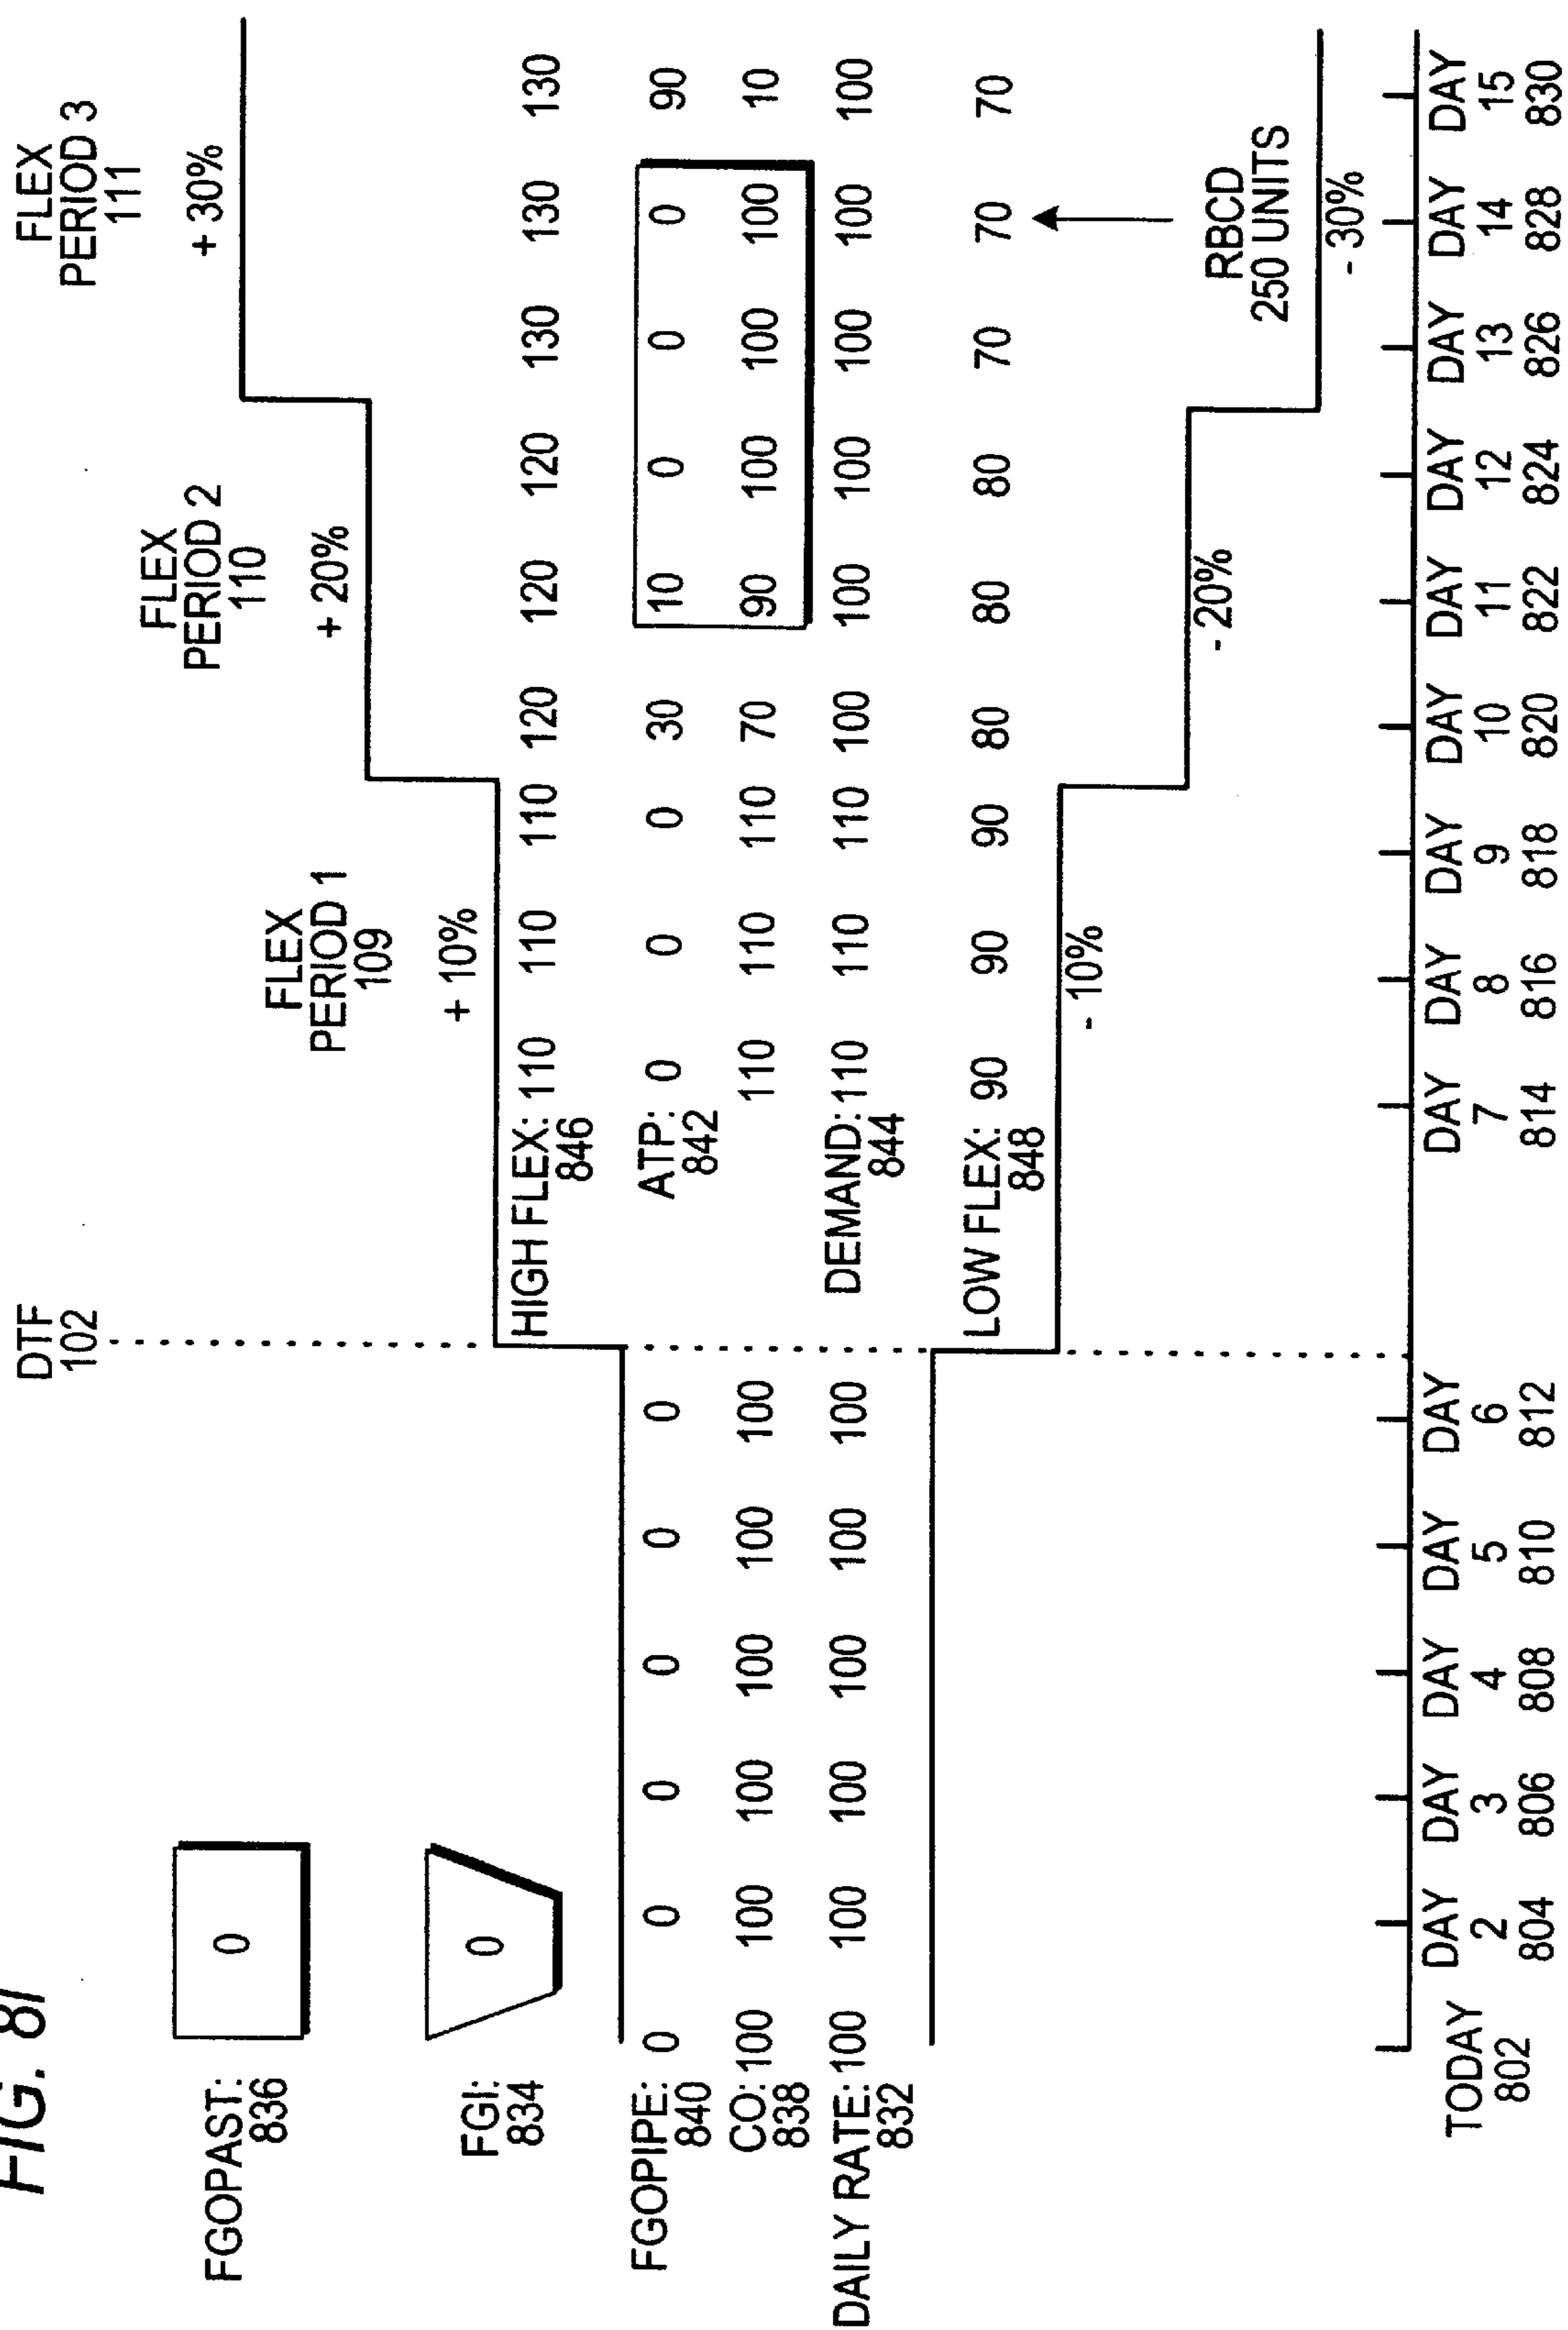 FIG. 8I
FGOPAST:
836
0
FGI:
834
0
DTF
102
FLEX
PERIOD 1
109
+ 10%
FLEX
PERIOD 2
110
+ 20%
FLEX
PERIOD 3
111
+ 30%
HIGH FLEX: 110 110 110 120 120 120 130 130 130
846
FGOPIPE: 0 0 0 0 0 0
840
ATP: 0 0 0 30 10 0 0 0 90
842
CO: 100 100 100 100 100 100 110 110 110 70 90 100 100 100 10
838
DAILY RATE: 100 100 100 100 100 100
832
DEMAND: 110 110 110 100 100 100 100 100 100
844
LOW FLEX: 90 90 90 80 80 80 70 70 70
848
- 10%
- 20%
RBCD
250 UNITS
- 30%
TODAY DAY DAY DAY DAY DAY DAY DAY DAY DAY DAY DAY DAY DAY DAY
2 3 4 5 6 7 8 9 10 11 12 13 14 15
802 804 806 808 810 812 814 816 818 820 822 824 826 828 830